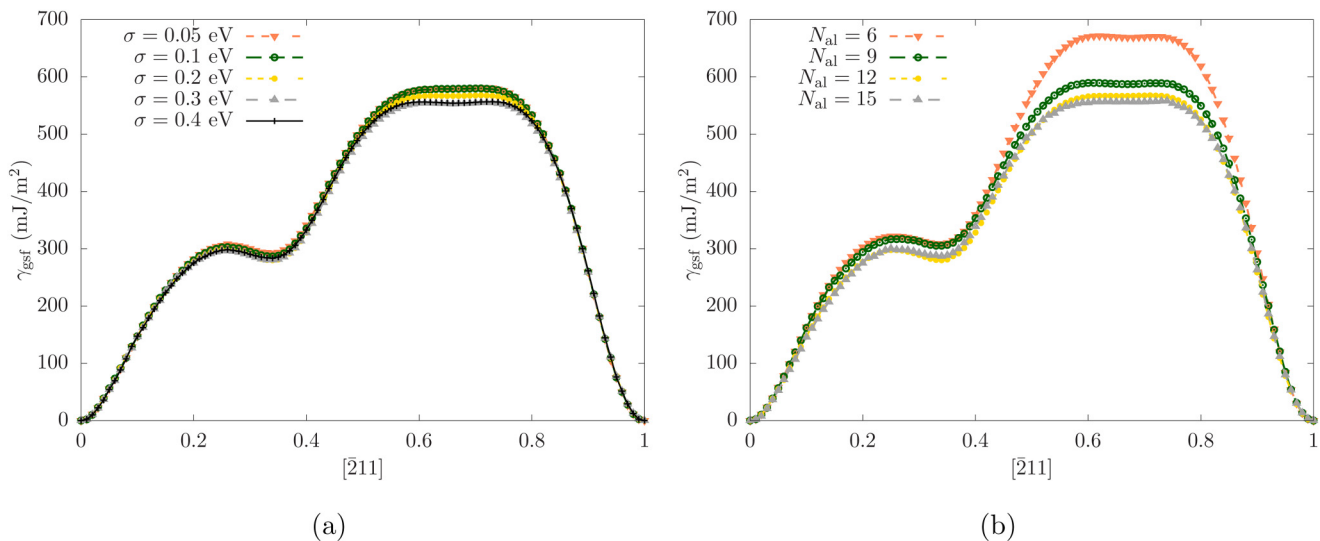 700
600
500
400
300
200
100
0
γgsf (mJ/m²)
σ = 0.05 eV
σ = 0.1 eV
σ = 0.2 eV
σ = 0.3 eV
σ = 0.4 eV
0 0.2 0.4 0.6 0.8 1
[2̄11]
(a)
700
600
500
400
300
200
100
0
γgsf (mJ/m²)
Nal = 6
Nal = 9
Nal = 12
Nal = 15
0 0.2 0.4 0.6 0.8 1
[2̄11]
(b)